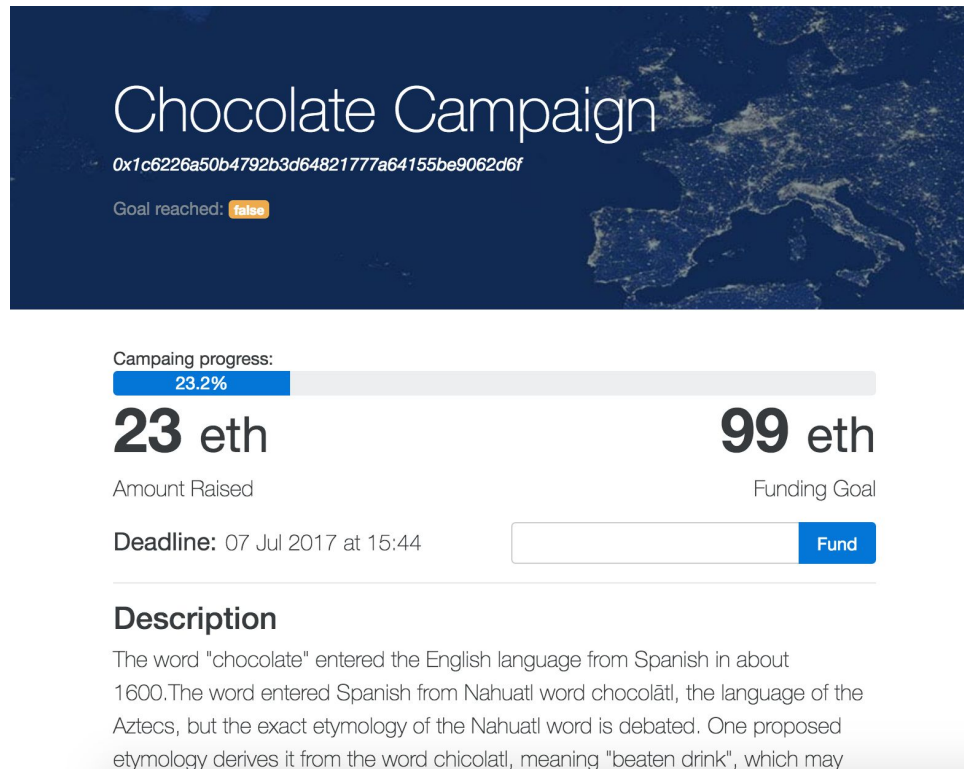 Chocolate Campaign
0x1c6226a50b4792b3d64821777a64155be9062d6f
Goal reached: false
Campaing progress:
23.2%
23 eth
99 eth
Amount Raised
Funding Goal
Deadline: 07 Jul 2017 at 15:44
Fund
Description
The word "chocolate" entered the English language from Spanish in about
1600.The word entered Spanish from Nahuatl word chocolātl, the language of the
Aztecs, but the exact etymology of the Nahuatl word is debated. One proposed
etymology derives it from the word chicolatl, meaning "beaten drink", which may